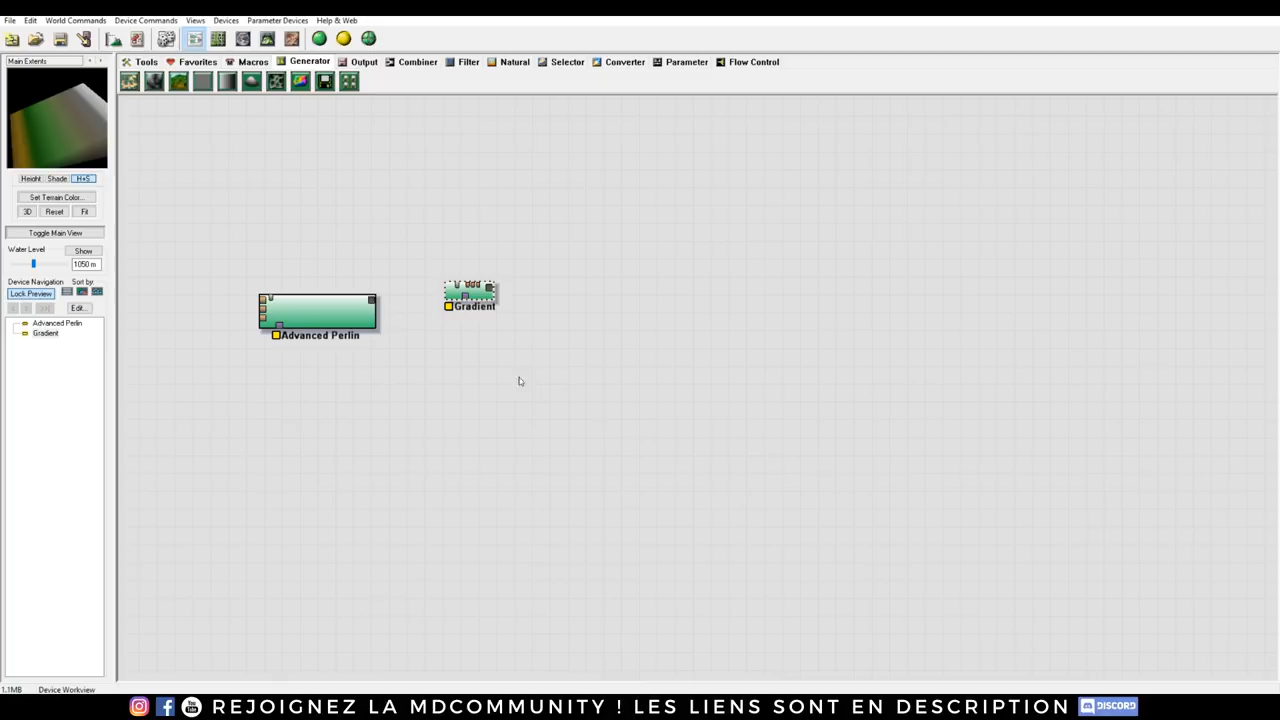 File Edit World Commands Device Commands Views Devices Parameter Devices Help & Web
Main Extents
Tools Favorites Macros Generator Output Combiner Filter Natural Selector Converter Parameter Flow Control
Height Shade H+S
Set Terrain Color...
3D Reset Fit
Toggle Main View
Water Level Show
1050 m
Device Navigation Sort by:
Lock Preview
Edit...
Advanced Perlin
Gradient
Gradient
Advanced Perlin
1.1MB Device Workview
REJOIGNEZ LA MDCOMMUNITY ! LES LIENS SONT EN DESCRIPTION DISCORD